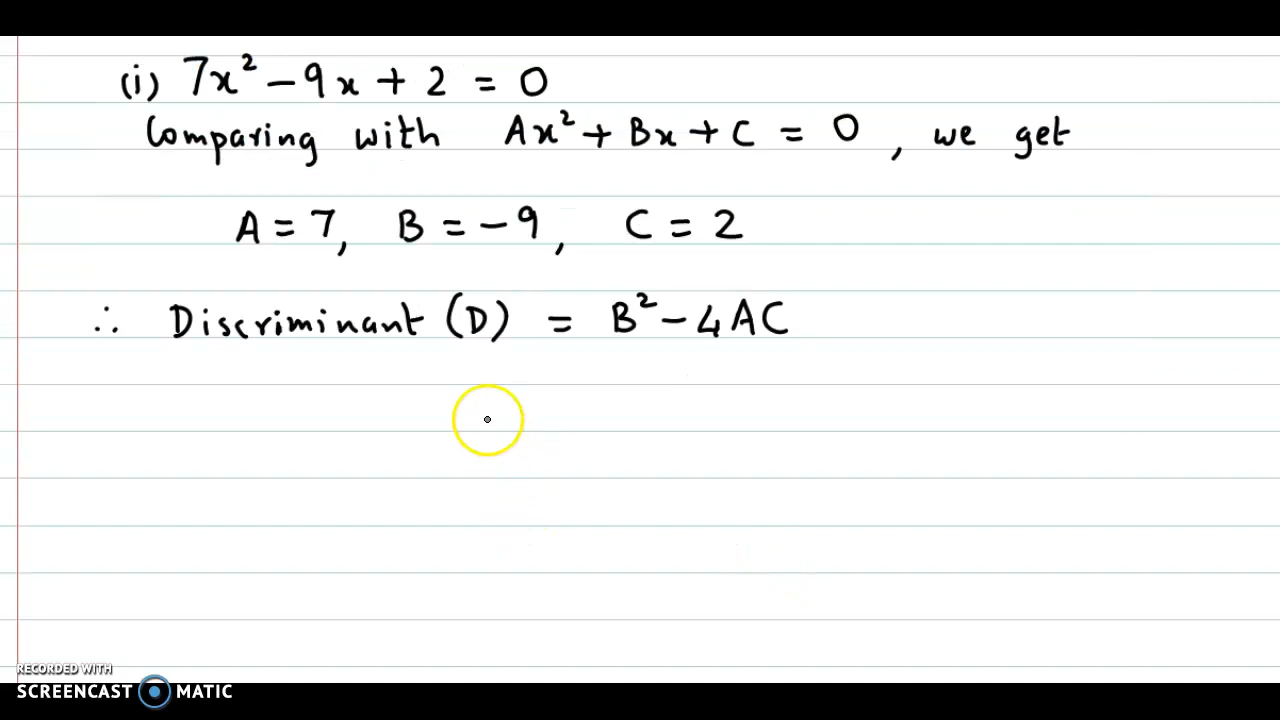 (i) 7x² - 9x + 2 = 0
Comparing with Ax² + Bx + C = 0, we get
A = 7, B = -9, C = 2
∴ Discriminant (D) = B² - 4AC
RECORDED WITH
SCREENCAST MATIC